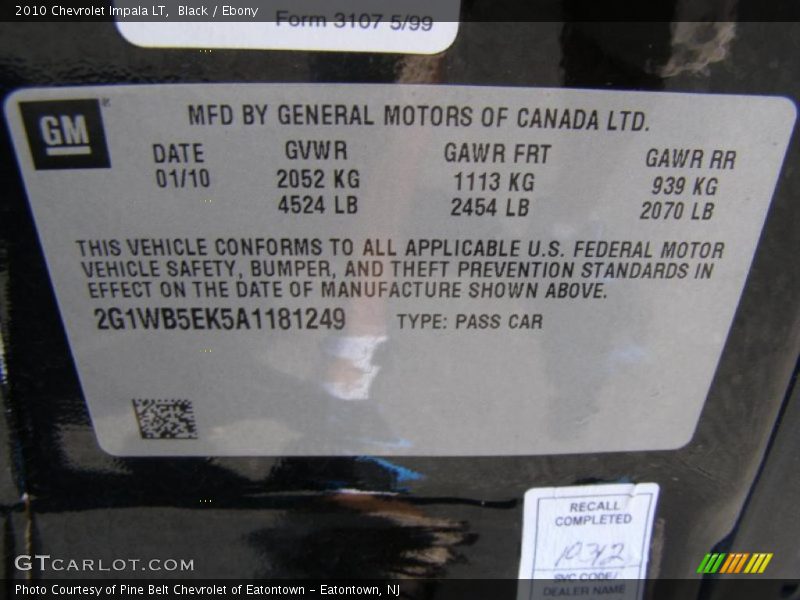 2010 Chevrolet Impala LT, Black / Ebony
Form 3107 5/99
GM
MFD BY GENERAL MOTORS OF CANADA LTD.
DATE GVWR GAWR FRT GAWR RR
01/10 2052 KG 1113 KG 939 KG
4524 LB 2454 LB 2070 LB
THIS VEHICLE CONFORMS TO ALL APPLICABLE U.S. FEDERAL MOTOR
VEHICLE SAFETY, BUMPER, AND THEFT PREVENTION STANDARDS IN
EFFECT ON THE DATE OF MANUFACTURE SHOWN ABOVE.
2G1WB5EK5A1181249 TYPE: PASS CAR
RECALL
COMPLETED
SVC CODE/
DEALER NAME
GTCARLOT.COM
Photo Courtesy of Pine Belt Chevrolet of Eatontown - Eatontown, NJ